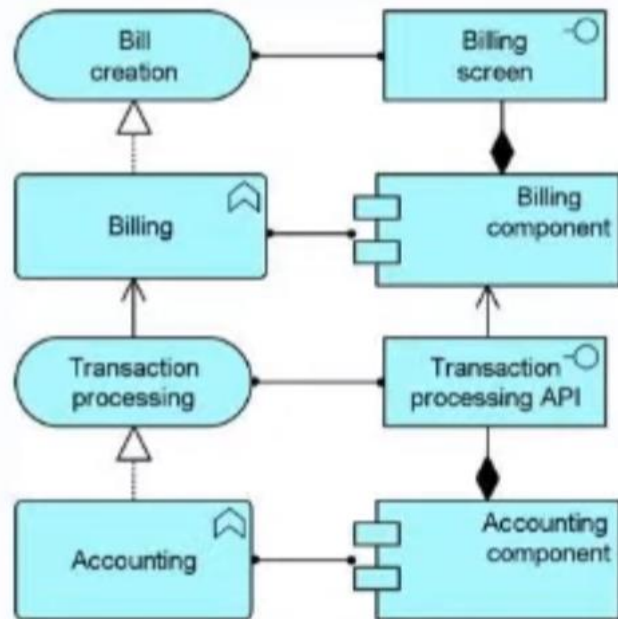 Bill
creation
Billing
screen
Billing
Billing
component
Transaction
processing
Transaction
processing API
Accounting
Accounting
component